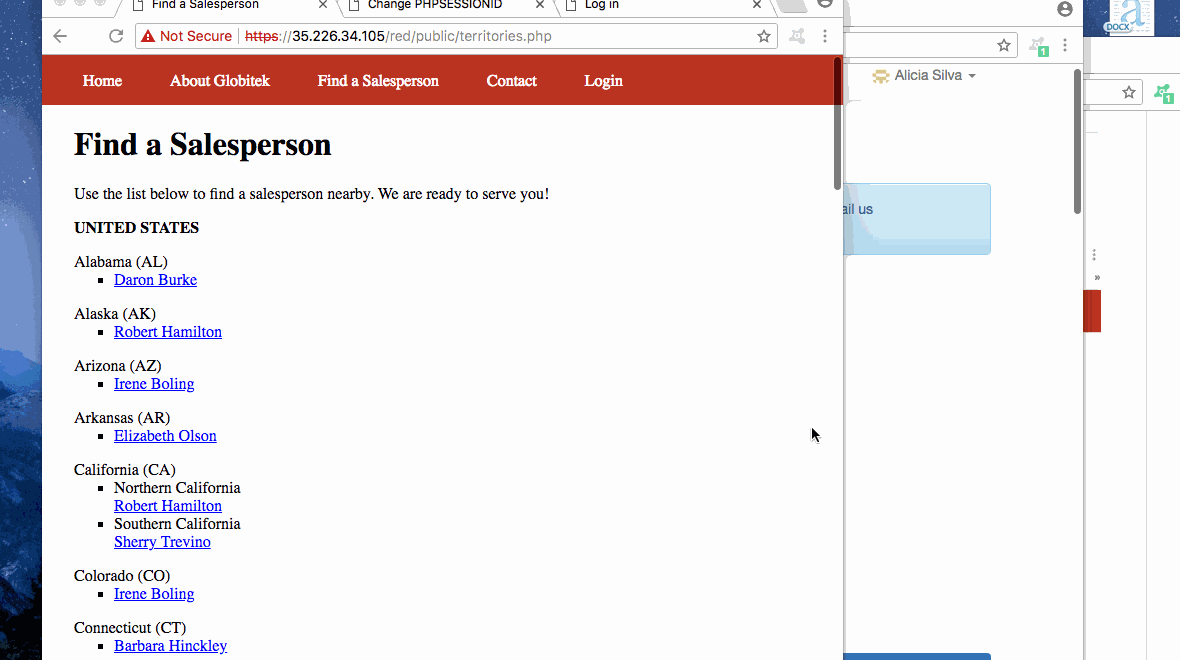 Find a Salesperson
Change PHPSESSIONID
Log in
Not Secure https://35.226.34.105/red/public/territories.php
Home
About Globitek
Find a Salesperson
Contact
Login
Find a Salesperson
Use the list below to find a salesperson nearby. We are ready to serve you!
UNITED STATES
Alabama (AL)
Daron Burke
Alaska (AK)
Robert Hamilton
Arizona (AZ)
Irene Boling
Arkansas (AR)
Elizabeth Olson
California (CA)
Northern California
Robert Hamilton
Southern California
Sherry Trevino
Colorado (CO)
Irene Boling
Connecticut (CT)
Barbara Hinckley
1
Alicia Silva
ail us
a
DOCX
1
»